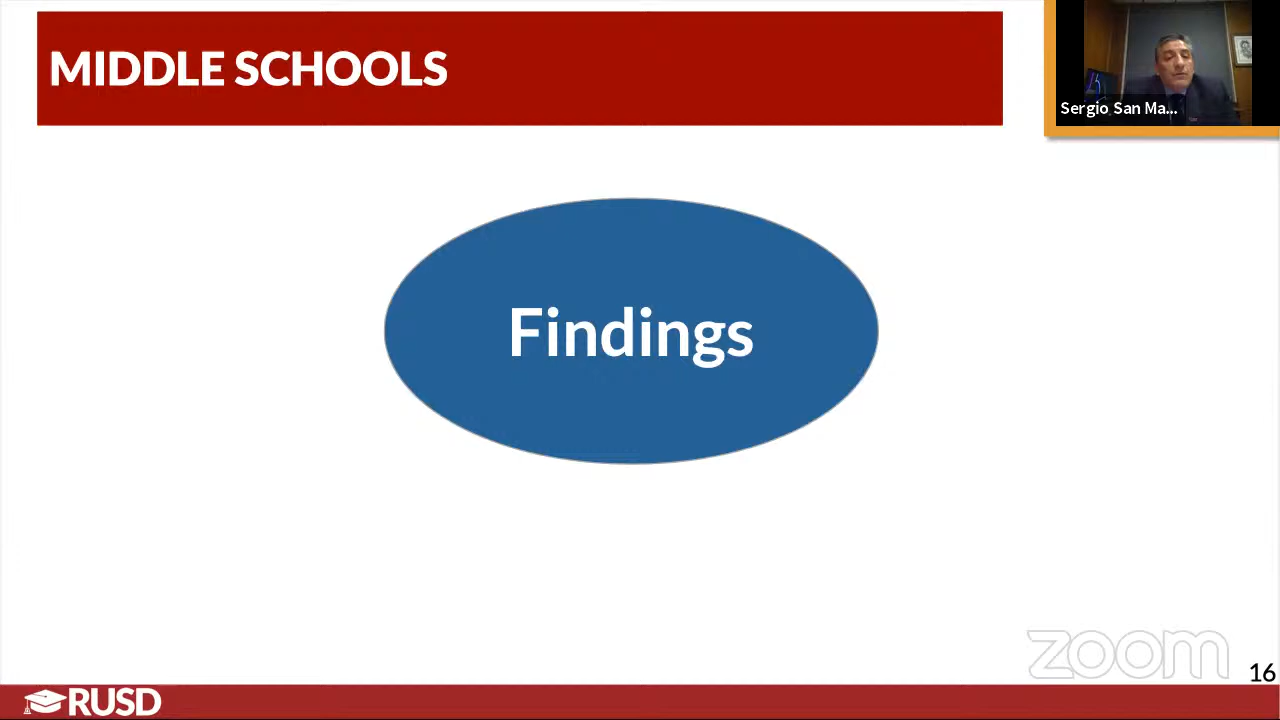 MIDDLE SCHOOLS
Sergio San Ma...
Findings
zoom
16
RUSD